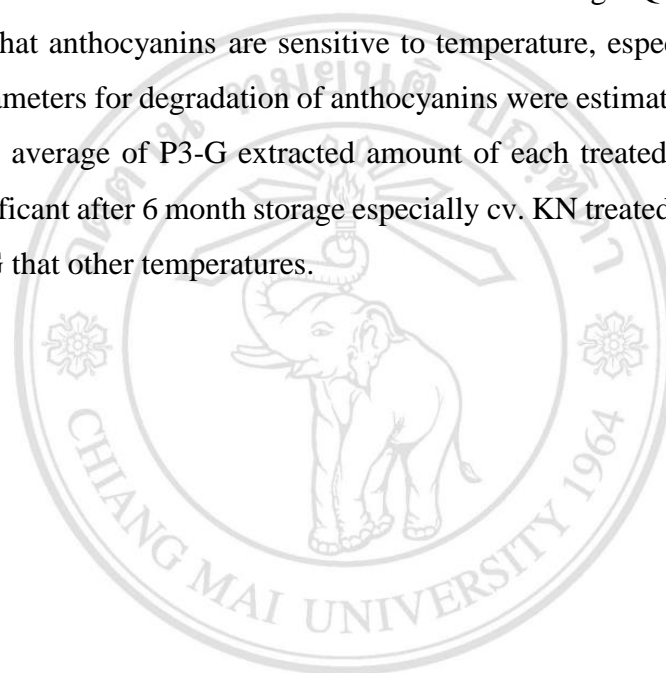 hat anthocyanins are sensitive to temperature, espec
ameters for degradation of anthocyanins were estimat
average of P3-G extracted amount of each treated
ficant after 6 month storage especially cv. KN treated
G that other temperatures.
CHIANG MAI UNIVERSITY 1964